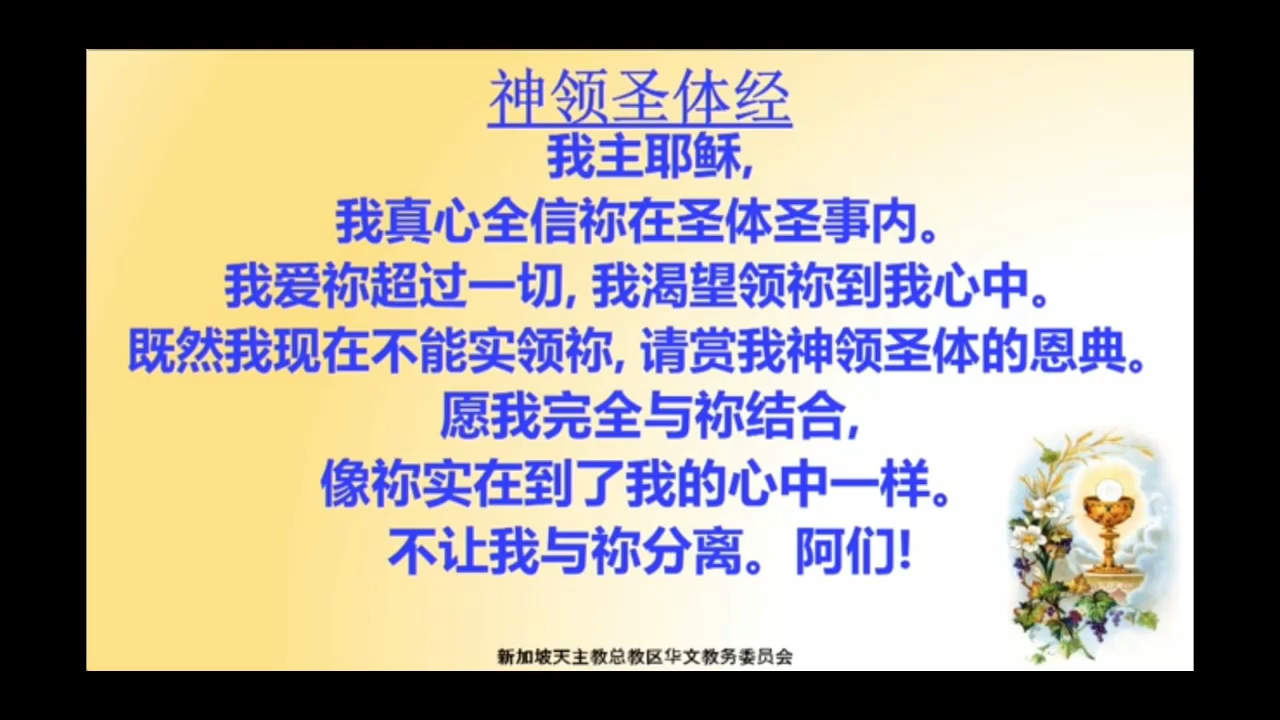 神领圣体经
我主耶稣,
我真心全信祢在圣体圣事内。
我爱祢超过一切, 我渴望领祢到我心中。
既然我现在不能实领祢, 请赏我神领圣体的恩典。
愿我完全与祢结合,
像祢实在到了我的心中一样。
不让我与祢分离。阿们!
新加坡天主教总教区华文教务委员会